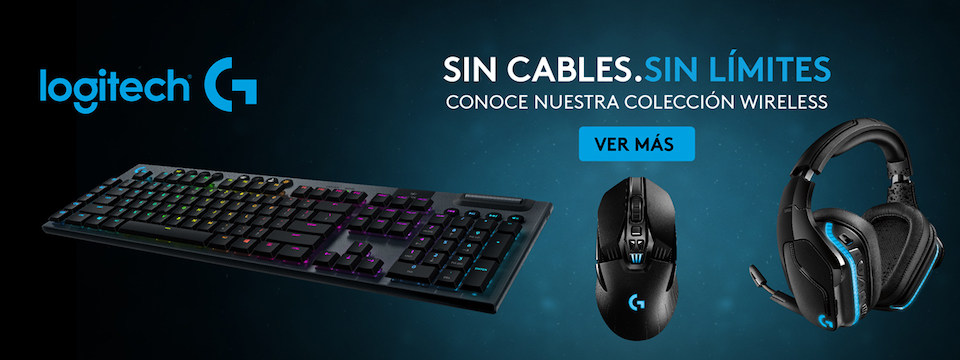 logitech G
SIN CABLES.SIN LÍMITES
CONOCE NUESTRA COLECCIÓN WIRELESS
VER MÁS